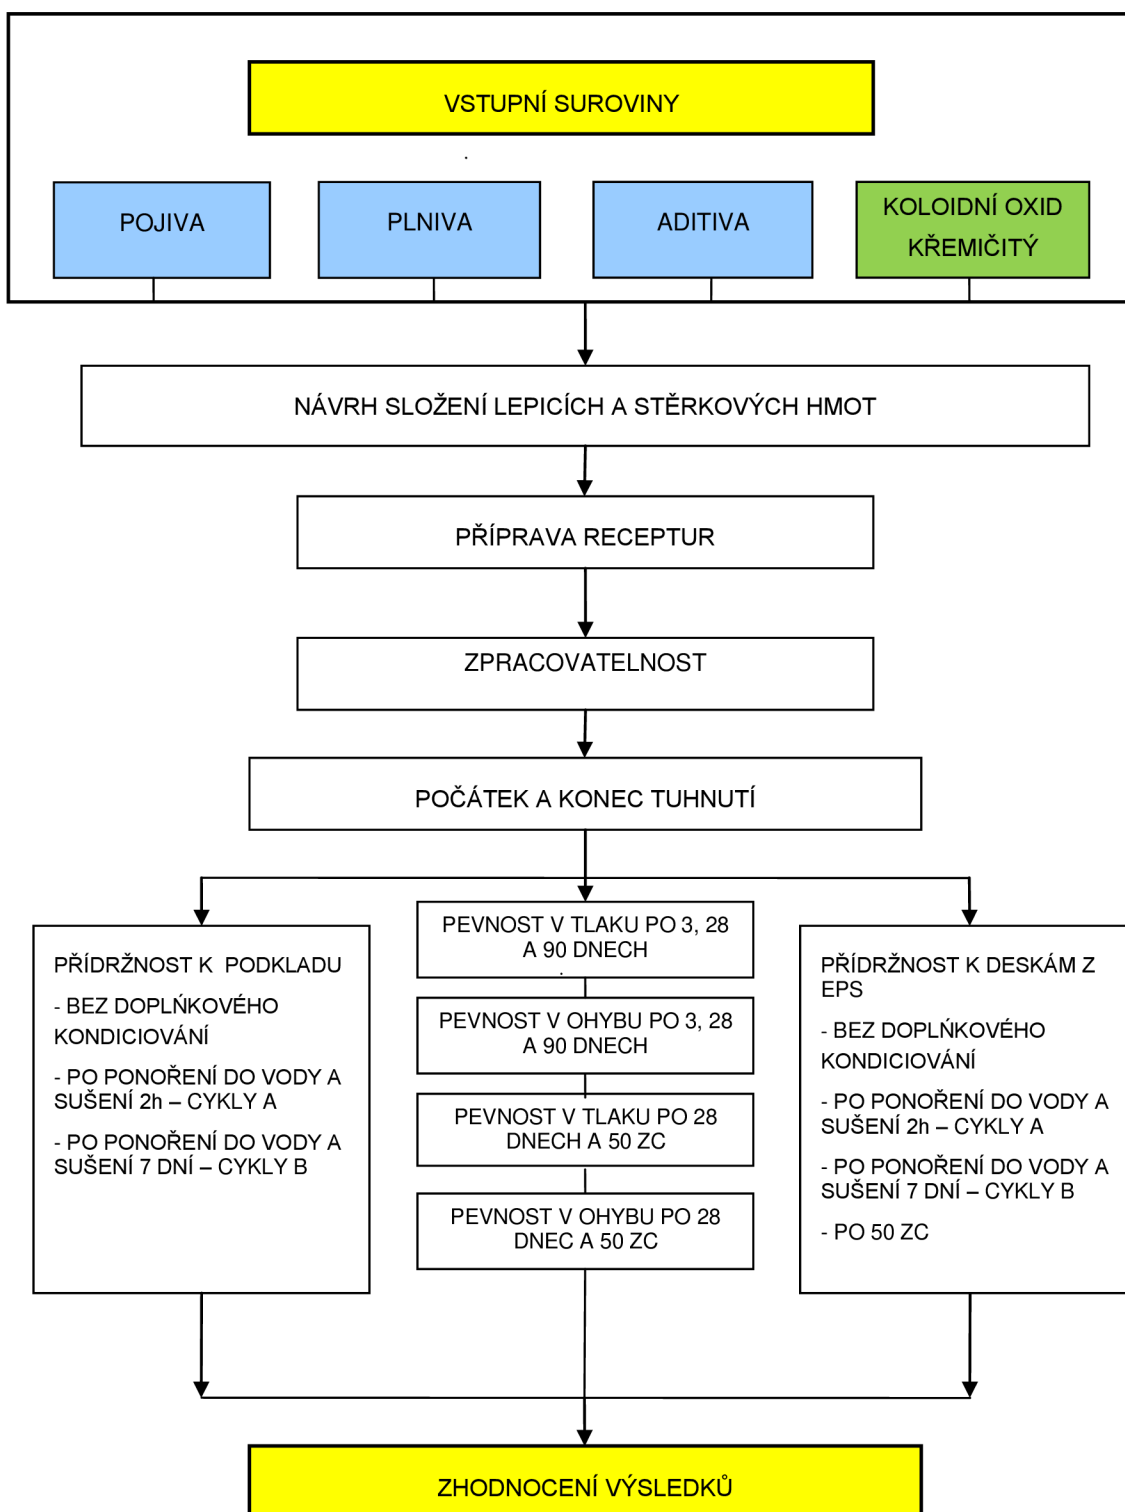 VSTUPNÍ SUROVINY
POJIVA
PLNIVA
ADITIVA
KOLOIDNÍ OXID
KŘEMIČITÝ
NÁVRH SLOŽENÍ LEPICÍCH A STĚRKOVÝCH HMOT
PŘÍPRAVA RECEPTUR
ZPRACOVATELNOST
POČÁTEK A KONEC TUHNUTÍ
PŘÍDRŽNOST K PODKLADU
- BEZ DOPLŇKOVÉHO
KONDICIOVÁNÍ
- PO PONOŘENÍ DO VODY A
SUŠENÍ 2h – CYKLY A
- PO PONOŘENÍ DO VODY A
SUŠENÍ 7 DNÍ – CYKLY B
PEVNOST V TLAKU PO 3, 28
A 90 DNECH
PEVNOST V OHYBU PO 3, 28
A 90 DNECH
PEVNOST V TLAKU PO 28
DNECH A 50 ZC
PEVNOST V OHYBU PO 28
DNEC A 50 ZC
PŘÍDRŽNOST K DESKÁM Z
EPS
- BEZ DOPLŇKOVÉHO
KONDICIOVÁNÍ
- PO PONOŘENÍ DO VODY A
SUŠENÍ 2h – CYKLY A
- PO PONOŘENÍ DO VODY A
SUŠENÍ 7 DNÍ – CYKLY B
- PO 50 ZC
ZHODNOCENÍ VÝSLEDKŮ